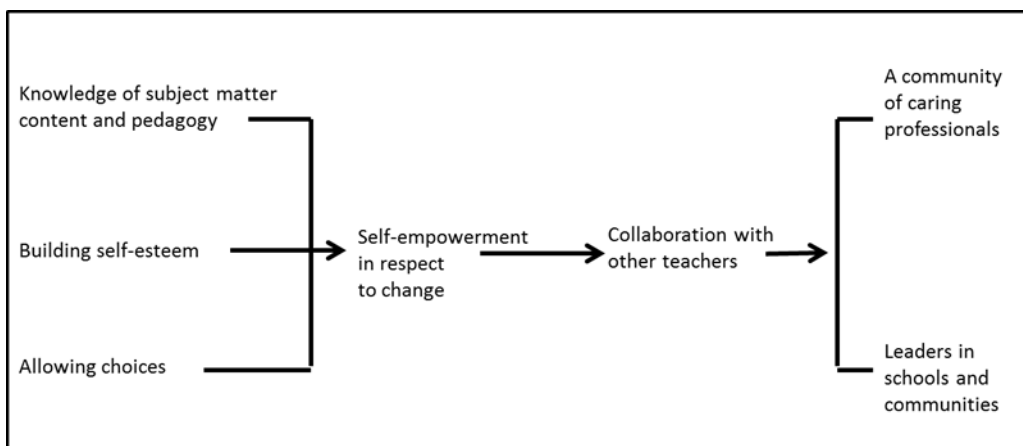 Knowledge of subject matter
content and pedagogy
Building self-esteem
Allowing choices
Self-empowerment
in respect
to change
Collaboration with
other teachers
A community
of caring
professionals
Leaders in
schools and
communities